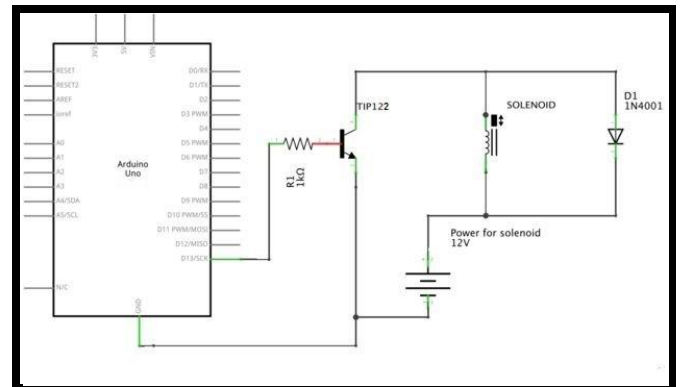 3V3
5V
VIN
RESET
RESET2
AREF
ioref
A0
A1
A2
A3
A4/SDA
A5/SCL
N/C
Arduino
Uno
D0/RX
D1/TX
D2
D3 PWM
D4
D5 PWM
D6 PWM
D7
D8
D9 PWM
D10 PWM/SS
D11 PWM/MOSI
D12/MISO
D13/SCK
GND
R1
1kΩ
TIP122
SOLENOID
D1
1N4001
Power for solenoid
12V